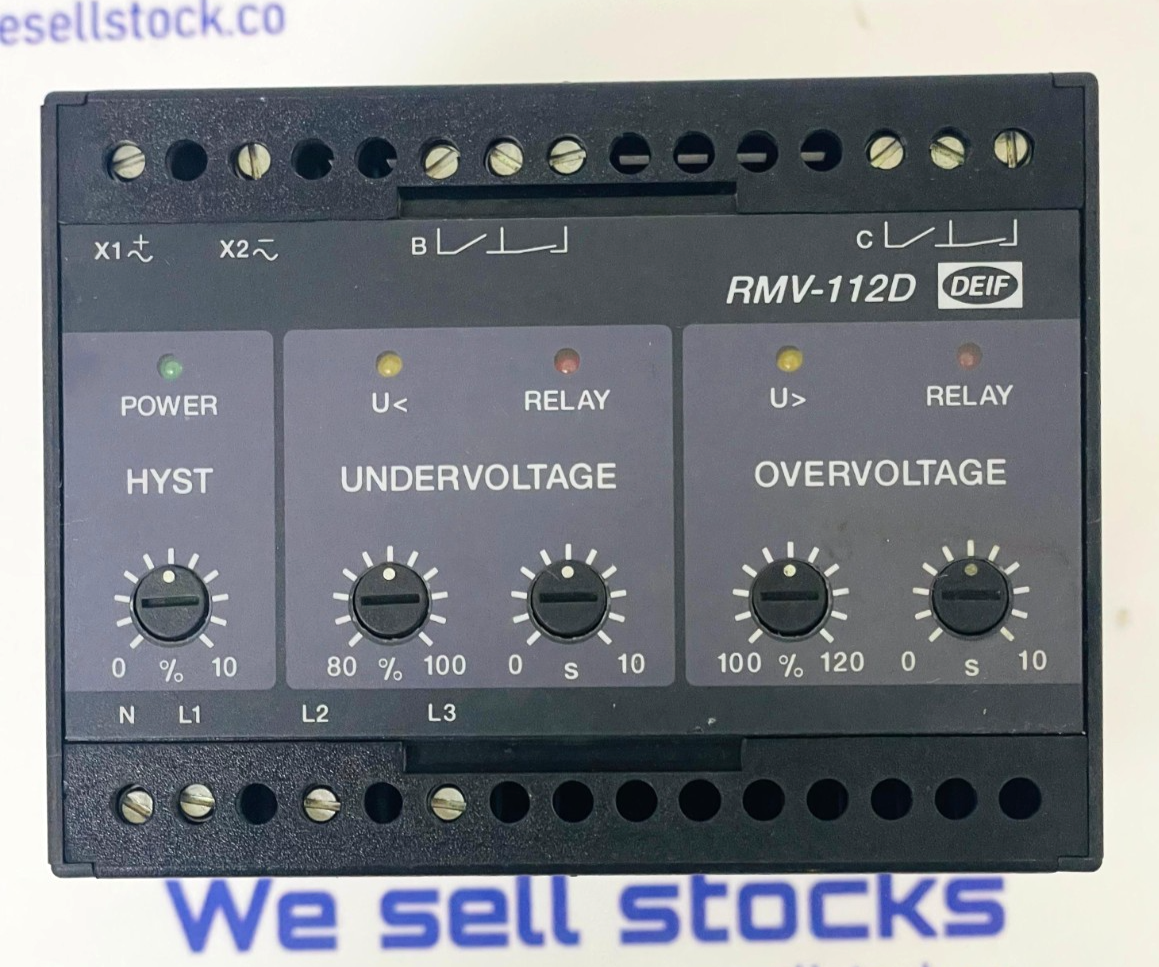 esellstock.co
X1 ± ~ X2 − ~ B C
RMV-112D DEIF
POWER U< RELAY U> RELAY
HYST UNDERVOLTAGE OVERVOLTAGE
0 % 10 80 % 100 0 s 10 100 % 120 0 s 10
N L1 L2 L3
We sell stocks